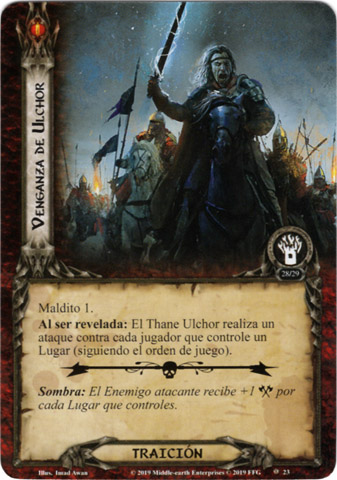 VENGANZA DE ULCHOR
28/29
Maldito 1.
Al ser revelada: El Thane Ulchor realiza un
ataque contra cada jugador que controle un
Lugar (siguiendo el orden de juego).
Sombra: El Enemigo atacante recibe +1 por
cada Lugar que controles.
TRAICIÓN
Illus. Imad Awan © 2019 Middle-earth Enterprises © 2019 FFG 23